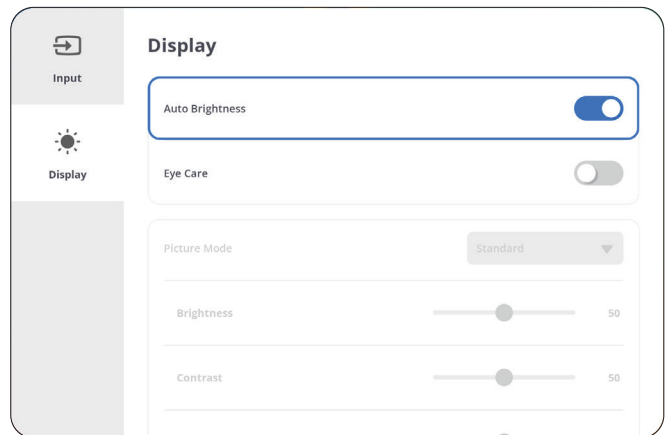 Input
Display
Display
Auto Brightness
Eye Care
Picture Mode Standard
Brightness 50
Contrast 50